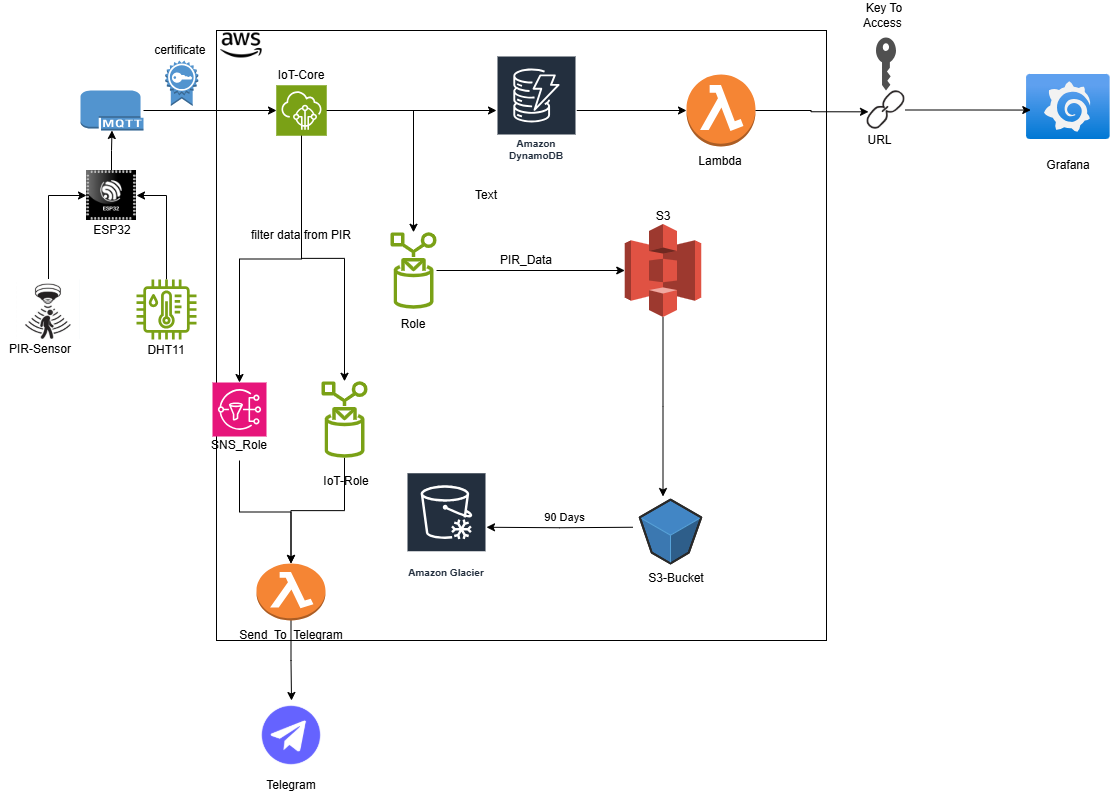 Key To
Access
aws
certificate
IoT-Core
MQTT
Amazon
DynamoDB
Lambda
URL
Grafana
ESP32
ESP32
Text
S3
filter data from PIR
PIR_Data
Role
PIR-Sensor
DHT11
SNS_Role
IoT-Role
90 Days
Amazon Glacier
S3-Bucket
Send_To_Telegram
Telegram